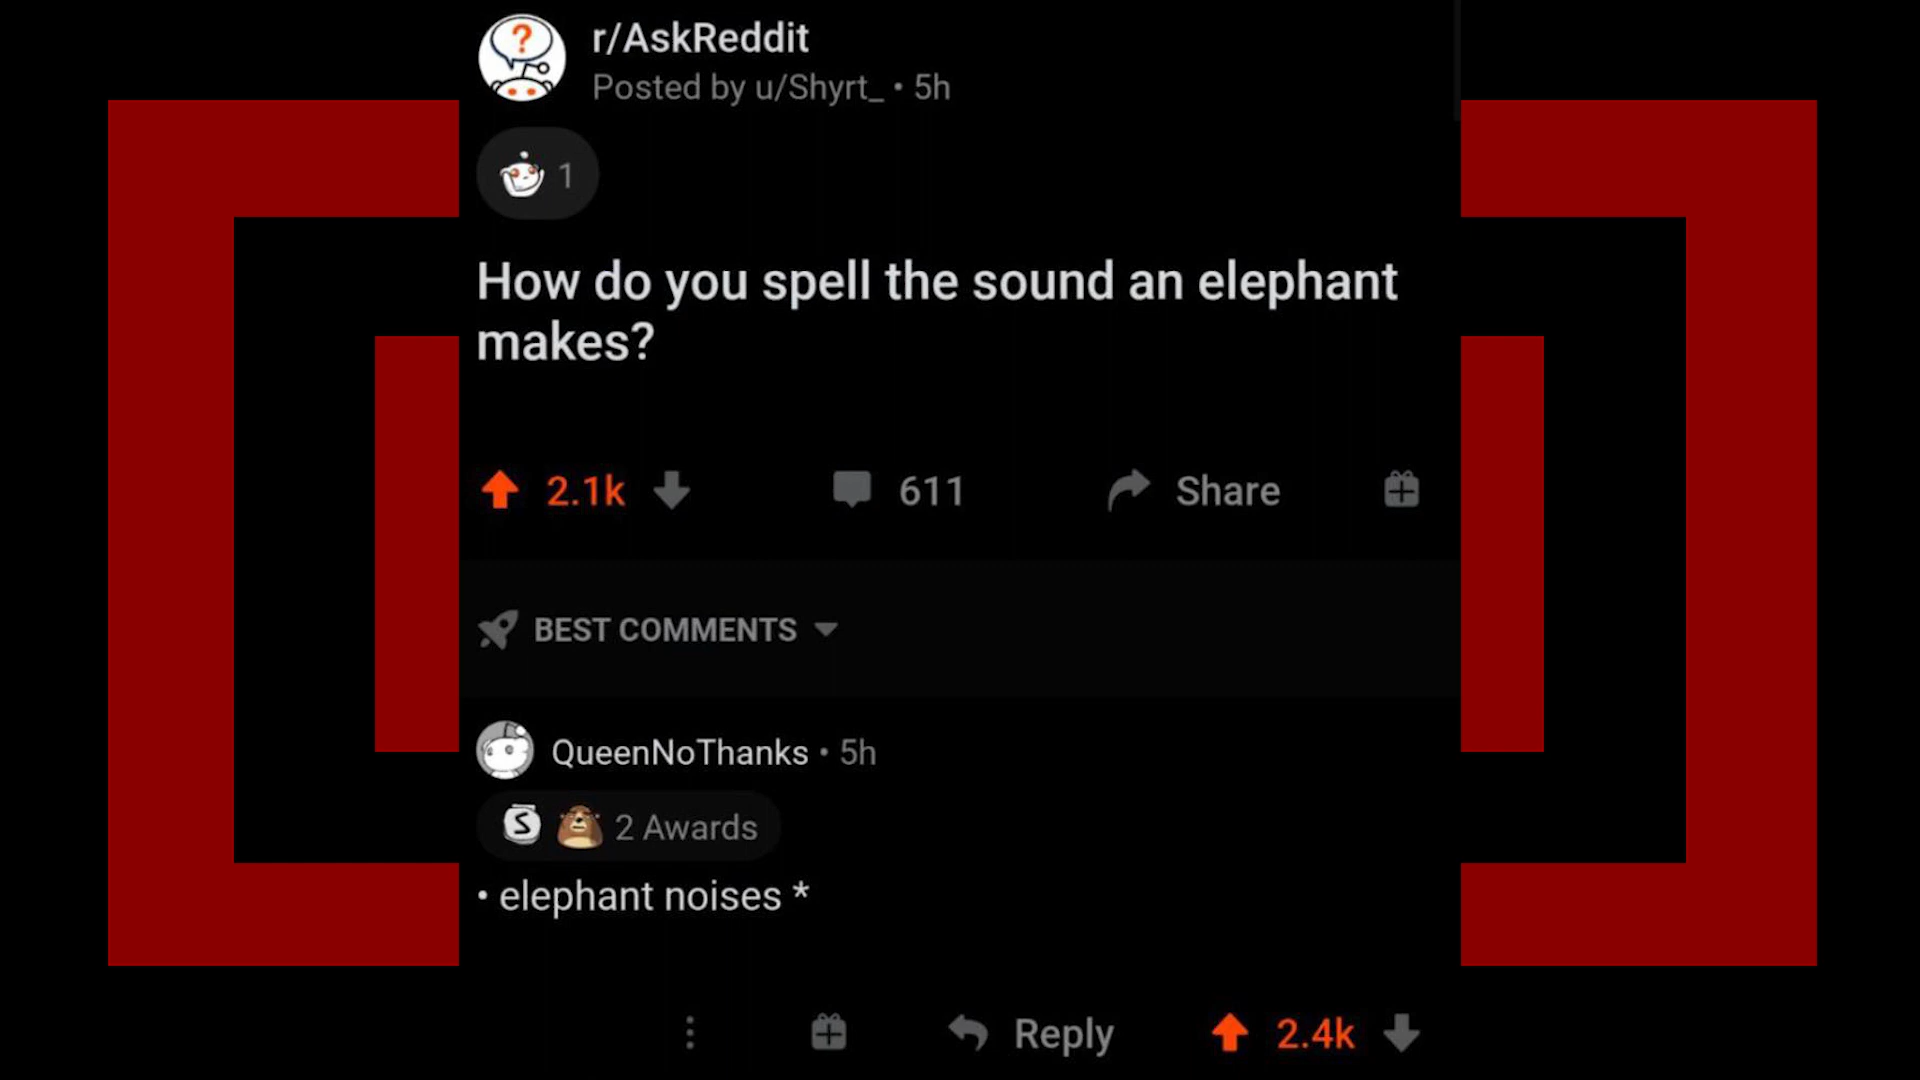 r/AskReddit
Posted by u/Shyrt_ • 5h
1
How do you spell the sound an elephant
makes?
2.1k 611 Share
BEST COMMENTS
QueenNoThanks • 5h
S 2 Awards
• elephant noises *
Reply 2.4k